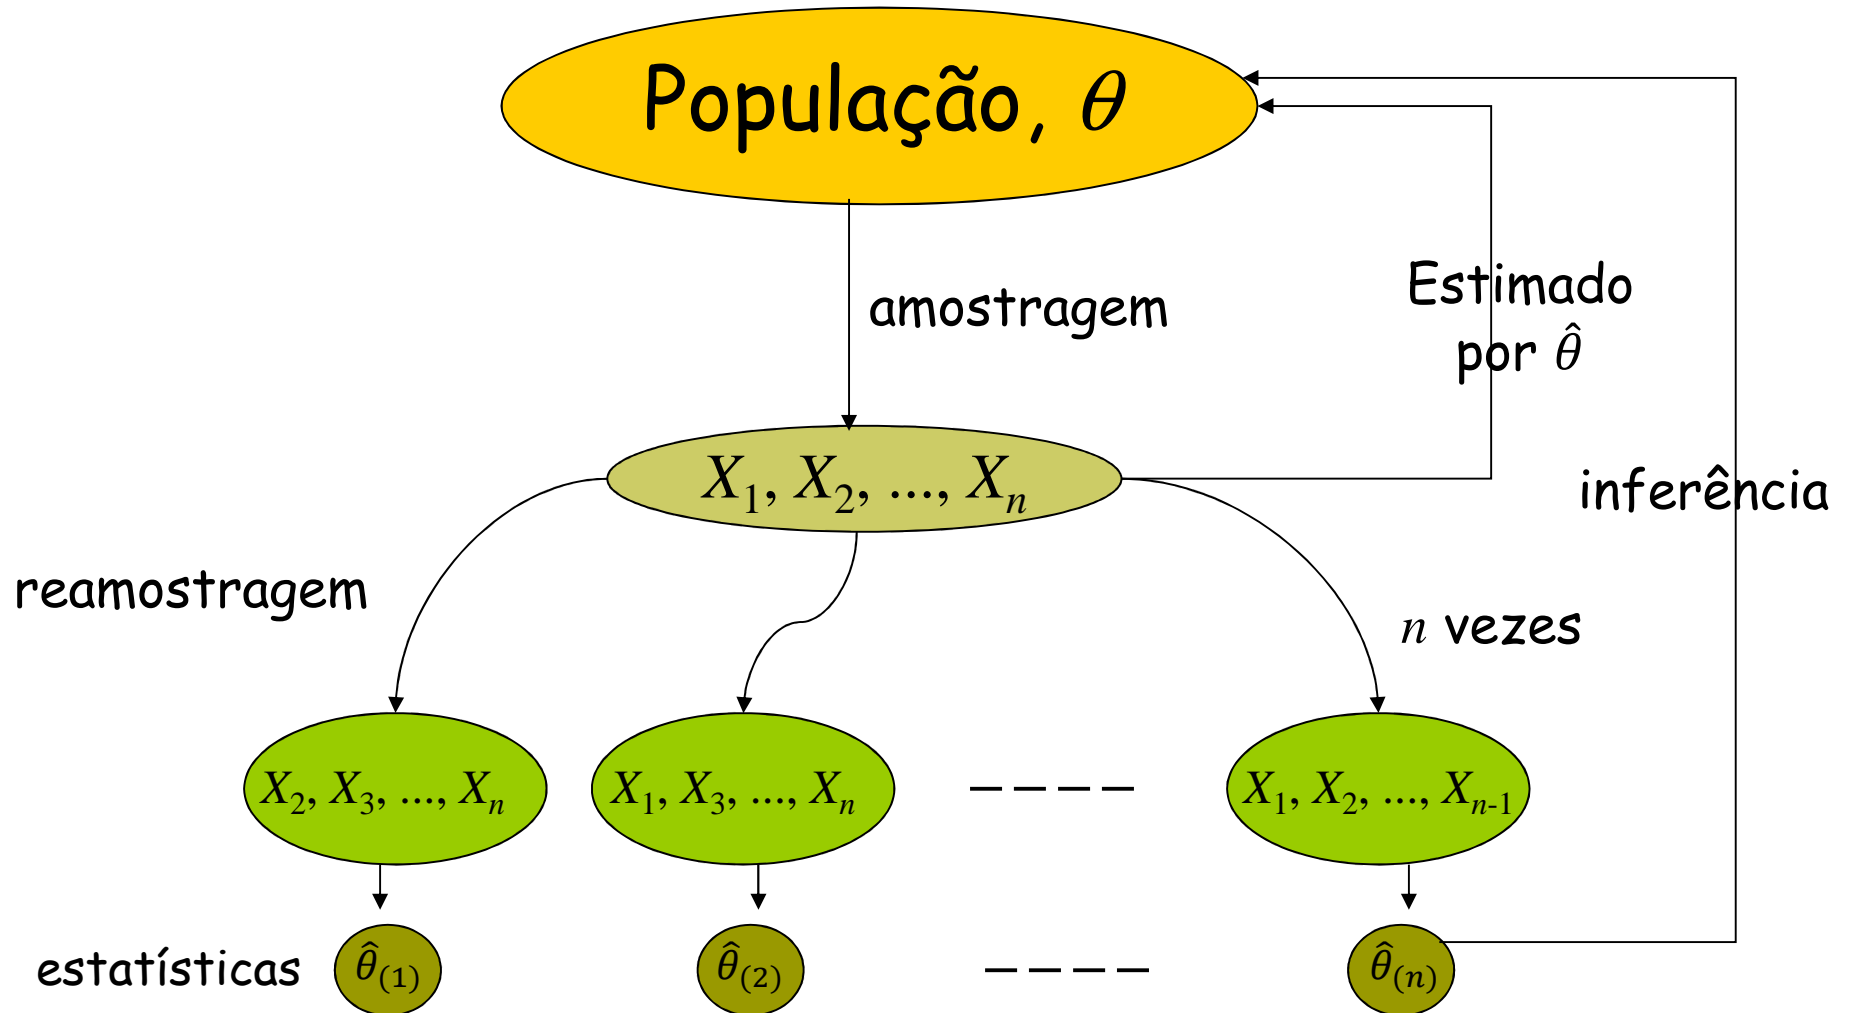 População, θ
amostragem
Estimado
por θ̂
X₁, X₂, ..., Xₙ
inferência
reamostragem
n vezes
X₂, X₃, ..., Xₙ
X₁, X₃, ..., Xₙ
X₁, X₂, ..., Xₙ₋₁
estatísticas
θ̂₍₁₎
θ̂₍₂₎
θ̂₍ₙ₎